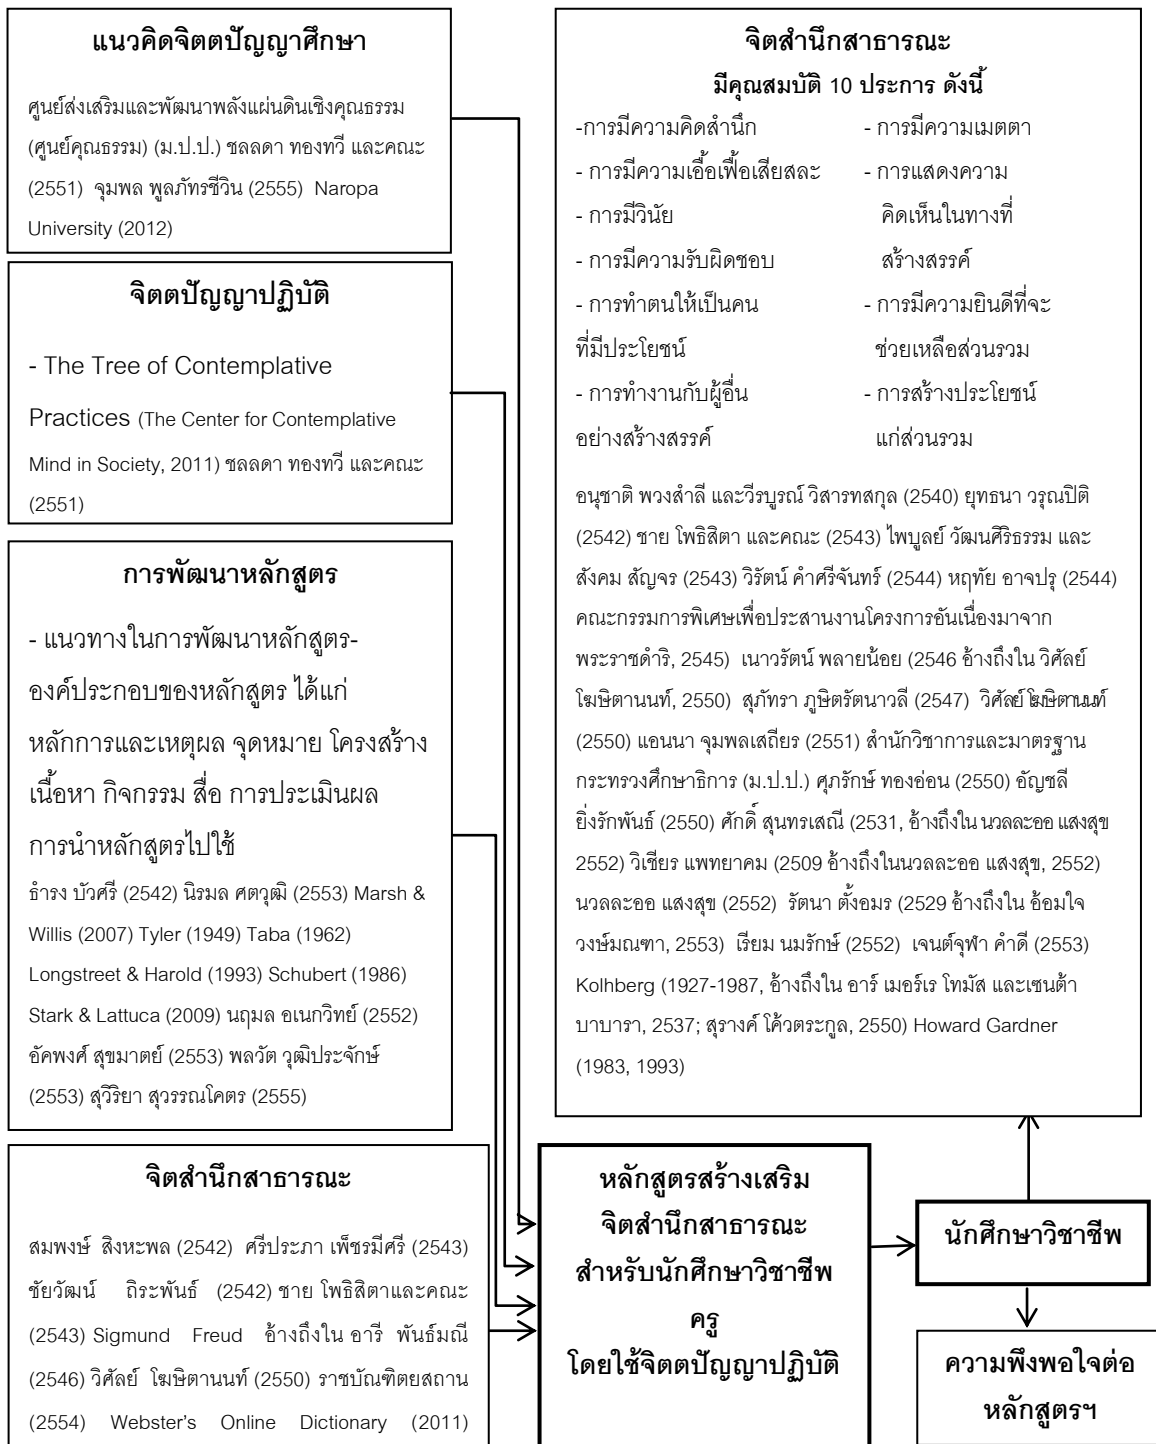 แนวคิดจิตตปัญญาศึกษา
ศูนย์ส่งเสริมและพัฒนาพลังแผ่นดินเชิงคุณธรรม
(ศูนย์คุณธรรม) (ม.ป.ป.) ชลลดา ทองทวี และคณะ
(2551) จุมพล พูลภัทรชีวิน (2555) Naropa
University (2012)
จิตตปัญญาปฏิบัติ
- The Tree of Contemplative
Practices (The Center for Contemplative
Mind in Society, 2011) ชลลดา ทองทวี และคณะ
(2551)
การพัฒนาหลักสูตร
- แนวทางในการพัฒนาหลักสูตร-
องค์ประกอบของหลักสูตร ได้แก่
หลักการและเหตุผล จุดหมาย โครงสร้าง
เนื้อหา กิจกรรม สื่อ การประเมินผล
การนำหลักสูตรไปใช้
ธำรง บัวศรี (2542) นิรมล ศตวุฒิ (2553) Marsh &
Willis (2007) Tyler (1949) Taba (1962)
Longstreet & Harold (1993) Schubert (1986)
Stark & Lattuca (2009) นฤมล อเนกวิทย์ (2552)
อัคพงศ์ สุขมาตย์ (2553) พลวัต วุฒิประจักษ์
(2553) สุวิริยา สุวรรณโคตร (2555)
จิตสำนึกสาธารณะ
สมพงษ์ สิงหะพล (2542) ศรีประภา เพ็ชรมีศรี (2543)
ชัยวัฒน์ ถิระพันธ์ (2542) ชาย โพธิสิตาและคณะ
(2543) Sigmund Freud อ้างถึงใน อารี พันธ์มณี
(2546) วิศัลย์ โฆษิตานนท์ (2550) ราชบัณฑิตยสถาน
(2554) Webster's Online Dictionary (2011)
จิตสำนึกสาธารณะ
มีคุณสมบัติ 10 ประการ ดังนี้
-การมีความคิดสำนึก - การมีความเมตตา
- การมีความเอื้อเฟื้อเสียสละ - การแสดงความ
- การมีวินัย คิดเห็นในทางที่
- การมีความรับผิดชอบ สร้างสรรค์
- การทำตนให้เป็นคน - การมีความยินดีที่จะ
ที่มีประโยชน์ ช่วยเหลือส่วนรวม
- การทำงานกับผู้อื่น - การสร้างประโยชน์
อย่างสร้างสรรค์ แก่ส่วนรวม
อนุชาติ พวงสำลี และวีรบูรณ์ วิสารทสกุล (2540) ยุทธนา วรุณปิติ
(2542) ชาย โพธิสิตา และคณะ (2543) ไพบูลย์ วัฒนศิริธรรม และ
สังคม สัญจร (2543) วิรัตน์ คำศรีจันทร์ (2544) หฤทัย อาจปรุ (2544)
คณะกรรมการพิเศษเพื่อประสานงานโครงการอันเนื่องมาจาก
พระราชดำริ, 2545) เนาวรัตน์ พลายน้อย (2546 อ้างถึงใน วิศัลย์
โฆษิตานนท์, 2550) สุภัทรา ภูษิตรัตนาวลี (2547) วิศัลย์ โฆษิตานนท์
(2550) แอนนา จุมพลเสถียร (2551) สำนักวิชาการและมาตรฐาน
กระทรวงศึกษาธิการ (ม.ป.ป.) ศุภรักษ์ ทองอ่อน (2550) อัญชลี
ยิ่งรักพันธ์ (2550) ศักดิ์ สุนทรเสณี (2531, อ้างถึงใน นวลละออ แสงสุข
2552) วิเชียร แพทยาคม (2509 อ้างถึงในนวลละออ แสงสุข, 2552)
นวลละออ แสงสุข (2552) รัตนา ตั้งอมร (2529 อ้างถึงใน อ้อมใจ
วงษ์มณฑา, 2553) เรียม นมรักษ์ (2552) เจนต์จุฬา คำดี (2553)
Kolhberg (1927-1987, อ้างถึงใน อาร์ เมอร์เร โทมัส และเซนต้า
บาบารา, 2537; สุรางค์ โค้วตระกูล, 2550) Howard Gardner
(1983, 1993)
หลักสูตรสร้างเสริม
จิตสำนึกสาธารณะ
สำหรับนักศึกษาวิชาชีพ
ครู
โดยใช้จิตตปัญญาปฏิบัติ
นักศึกษาวิชาชีพ
ความพึงพอใจต่อ
หลักสูตรฯ